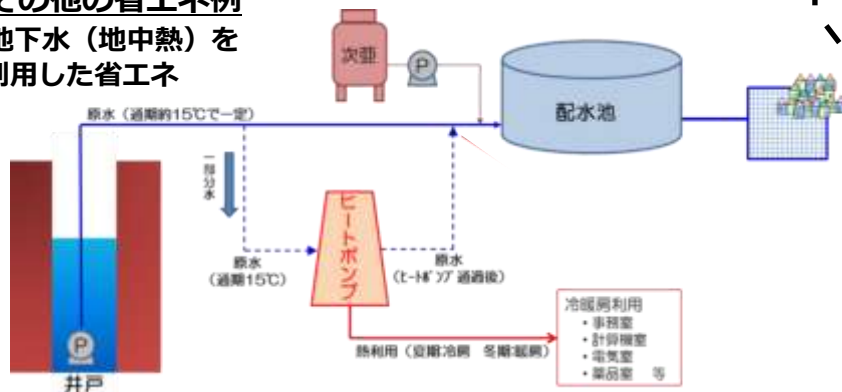 その他の省エネ例
地下水（地中熱）を
利用した省エネ
次亜
P
原水（通期約15℃で一定）
配水池
一部分水
ヒートポンプ
原水
（通期15℃）
原水
（ﾋｰﾄﾎﾟﾝﾌﾟ通過後）
冷暖房利用
・事務室
・計算機室
・電気室
・薬品室　等
熱利用（夏期:冷房　冬期:暖房）
P
井戸